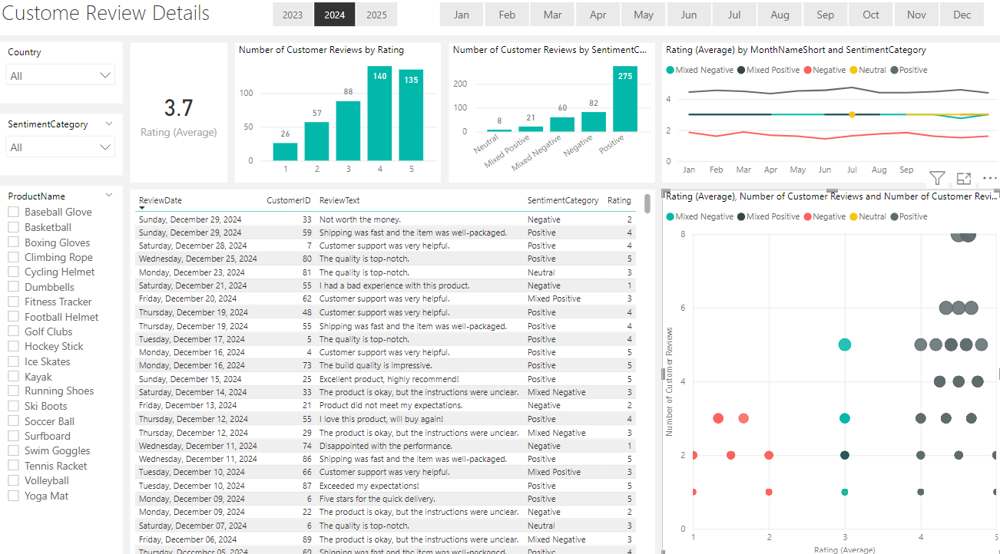 Custome Review Details
2023 2024 2025
Jan Feb Mar Apr May Jun Jul Aug Sep Oct Nov Dec
Country
All
SentimentCategory
All
3.7
Rating (Average)
Number of Customer Reviews by Rating
100
50
0
26 57 88 140 135
1 2 3 4 5
Number of Customer Reviews by SentimentC...
200
100
0
8 21 60 82 275
Neutral Mixed Positive Mixed Negative Negative Positive
Rating (Average) by MonthNameShort and SentimentCategory
Mixed Negative Mixed Positive Negative Neutral Positive
4
2
0
Jan Feb Mar Apr May Jun Jul Aug Sep
ProductName
Baseball Glove
Basketball
Boxing Gloves
Climbing Rope
Cycling Helmet
Dumbbells
Fitness Tracker
Football Helmet
Golf Clubs
Hockey Stick
Ice Skates
Kayak
Running Shoes
Ski Boots
Soccer Ball
Surfboard
Swim Goggles
Tennis Racket
Volleyball
Yoga Mat
ReviewDate CustomerID ReviewText SentimentCategory Rating
Sunday, December 29, 2024 33 Not worth the money. Negative 2
Sunday, December 29, 2024 59 Shipping was fast and the item was well-packaged. Positive 4
Saturday, December 28, 2024 7 Customer support was very helpful. Positive 4
Wednesday, December 25, 2024 80 The quality is top-notch. Positive 5
Monday, December 23, 2024 81 The quality is top-notch. Neutral 3
Saturday, December 21, 2024 55 I had a bad experience with this product. Negative 1
Friday, December 20, 2024 62 Customer support was very helpful. Mixed Positive 3
Thursday, December 19, 2024 48 Customer support was very helpful. Positive 4
Thursday, December 19, 2024 55 Shipping was fast and the item was well-packaged. Positive 4
Tuesday, December 17, 2024 5 The quality is top-notch. Positive 4
Monday, December 16, 2024 4 Customer support was very helpful. Positive 5
Monday, December 16, 2024 73 The build quality is impressive. Positive 5
Sunday, December 15, 2024 25 Excellent product, highly recommend! Positive 5
Saturday, December 14, 2024 33 The product is okay, but the instructions were unclear. Mixed Negative 3
Friday, December 13, 2024 21 Product did not meet my expectations. Negative 2
Thursday, December 12, 2024 55 I love this product, will buy again! Positive 4
Thursday, December 12, 2024 29 The product is okay, but the instructions were unclear. Mixed Negative 3
Wednesday, December 11, 2024 74 Disappointed with the performance. Negative 1
Wednesday, December 11, 2024 86 Shipping was fast and the item was well-packaged. Positive 5
Tuesday, December 10, 2024 66 Customer support was very helpful. Mixed Positive 3
Tuesday, December 10, 2024 87 Exceeded my expectations! Positive 5
Monday, December 09, 2024 6 Five stars for the quick delivery. Positive 5
Monday, December 09, 2024 22 The product is okay, but the instructions were unclear. Negative 2
Saturday, December 07, 2024 6 The quality is top-notch. Neutral 3
Friday, December 06, 2024 89 The product is okay, but the instructions were unclear. Mixed Negative 3
Thursday, December 05, 2024 69 Shipping was fast and the item was well-packaged. Positive 4
Rating (Average), Number of Customer Reviews and Number of Customer Revi...
Mixed Negative Mixed Positive Negative Neutral Positive
Number of Customer Reviews
8
6
4
2
0
1 2 3 4 5
Rating (Average)